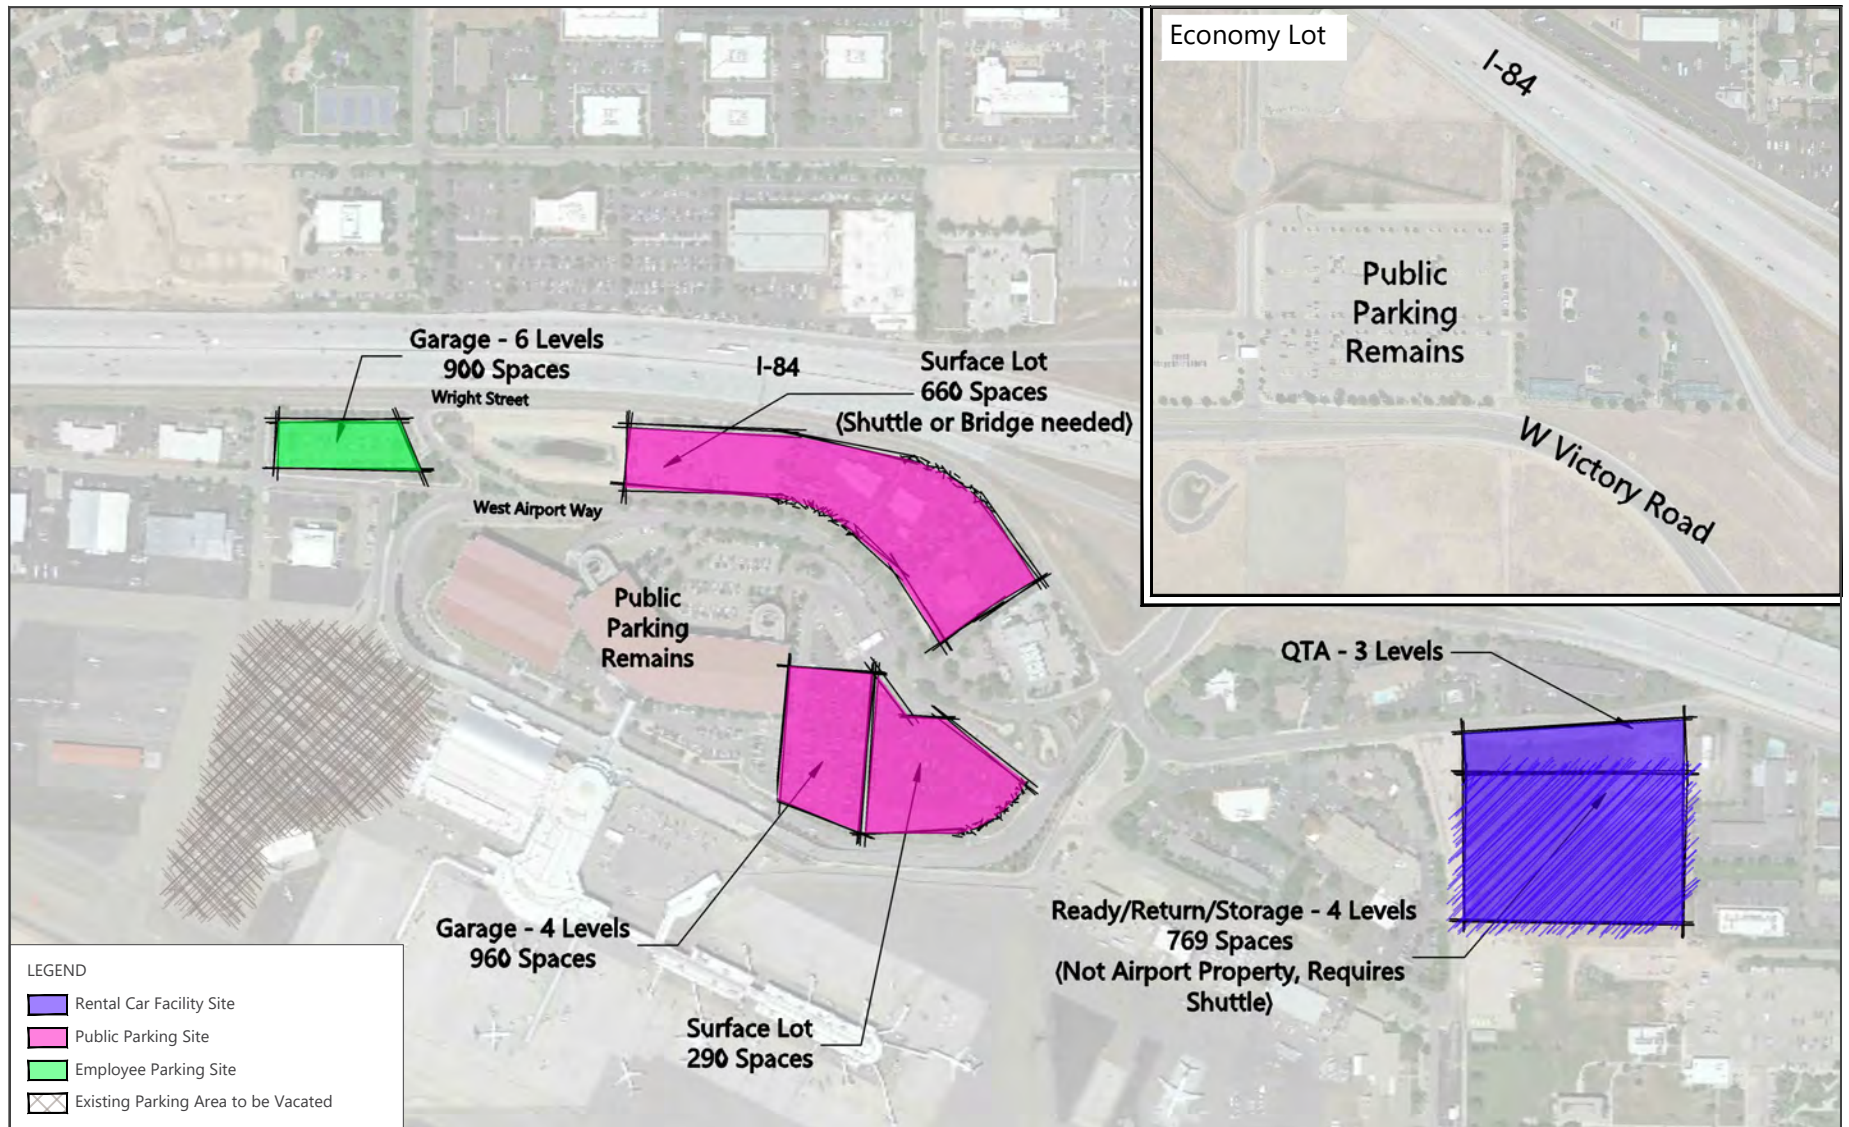 Economy Lot
I-84
Public
Parking
Remains
W Victory Road
Garage - 6 Levels
900 Spaces
Wright Street
I-84
Surface Lot
660 Spaces
(Shuttle or Bridge needed)
West Airport Way
Public
Parking
Remains
QTA - 3 Levels
Garage - 4 Levels
960 Spaces
Ready/Return/Storage - 4 Levels
769 Spaces
(Not Airport Property, Requires
Shuttle)
Surface Lot
290 Spaces
LEGEND
Rental Car Facility Site
Public Parking Site
Employee Parking Site
Existing Parking Area to be Vacated